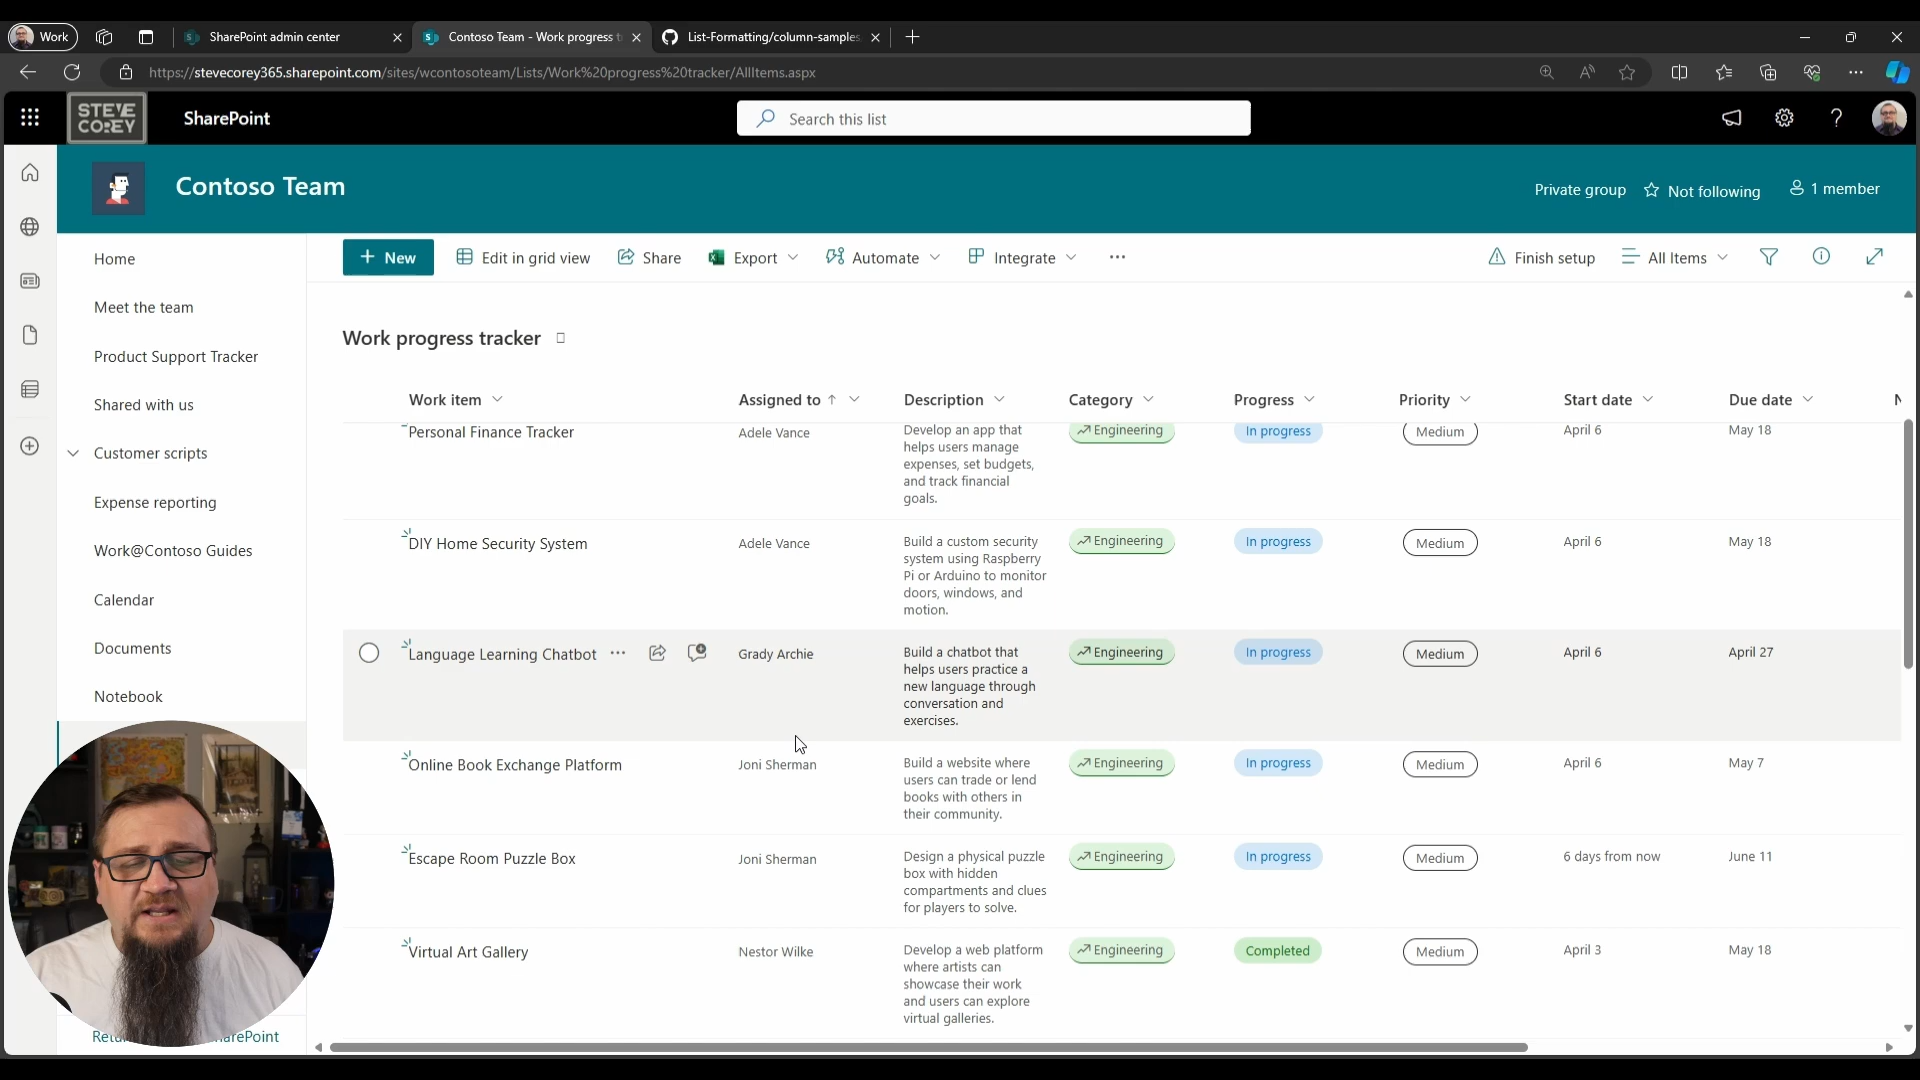 Work
SharePoint admin center
Contoso Team - Work progress t
List-Formatting/column-samples
https://stevecorey365.sharepoint.com/sites/wcontosoteam/Lists/Work%20progress%20tracker/AllItems.aspx
STEVE
COREY
SharePoint
Search this list
Contoso Team
Private group
Not following
1 member
Home
Meet the team
Product Support Tracker
Shared with us
Customer scripts
Expense reporting
Work@Contoso Guides
Calendar
Documents
Notebook
New
Edit in grid view
Share
Export
Automate
Integrate
Finish setup
All Items
Work progress tracker
Work item
Assigned to
Description
Category
Progress
Priority
Start date
Due date
Personal Finance Tracker
Adele Vance
Develop an app that
helps users manage
expenses, set budgets,
and track financial
goals.
Engineering
In progress
Medium
April 6
May 18
DIY Home Security System
Adele Vance
Build a custom security
system using Raspberry
Pi or Arduino to monitor
doors, windows, and
motion.
Engineering
In progress
Medium
April 6
May 18
Language Learning Chatbot
Grady Archie
Build a chatbot that
helps users practice a
new language through
conversation and
exercises.
Engineering
In progress
Medium
April 6
April 27
Online Book Exchange Platform
Joni Sherman
Build a website where
users can trade or lend
books with others in
their community.
Engineering
In progress
Medium
April 6
May 7
Escape Room Puzzle Box
Joni Sherman
Design a physical puzzle
box with hidden
compartments and clues
for players to solve.
Engineering
In progress
Medium
6 days from now
June 11
Virtual Art Gallery
Nestor Wilke
Develop a web platform
where artists can
showcase their work
and users can explore
virtual galleries.
Engineering
Completed
Medium
April 3
May 18